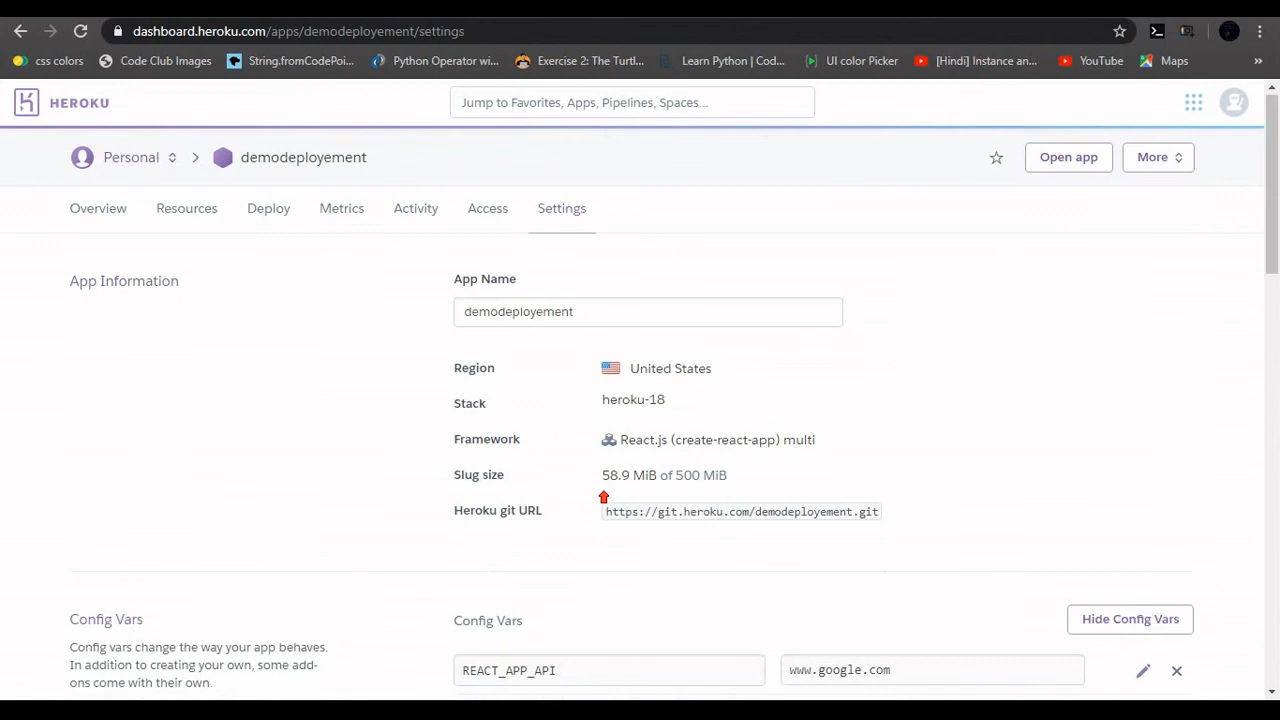 dashboard.heroku.com/apps/demodeployement/settings
css colors Code Club Images String.fromCodePoi... Python Operator wi... Exercise 2: The Turtl... Learn Python | Cod... UI color Picker [Hindi] Instance an... YouTube Maps »
HEROKU Jump to Favorites, Apps, Pipelines, Spaces...
Personal demodeployement Open app More
Overview Resources Deploy Metrics Activity Access Settings
App Information
App Name
demodeployement
Region United States
Stack heroku-18
Framework React.js (create-react-app) multi
Slug size 58.9 MiB of 500 MiB
Heroku git URL https://git.heroku.com/demodeployement.git
Config Vars
Config vars change the way your app behaves.
In addition to creating your own, some add-
ons come with their own.
Config Vars Hide Config Vars
REACT_APP_API www.google.com